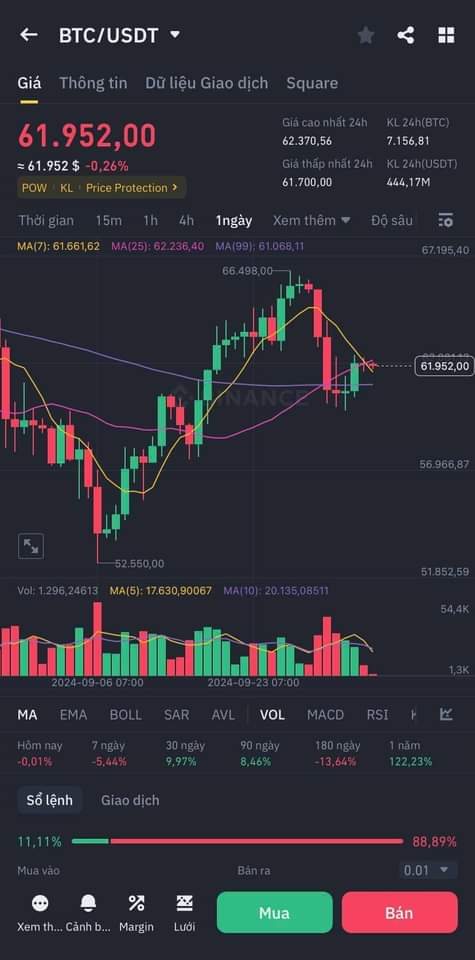 BTC/USDT
Giá Thông tin Dữ liệu Giao dịch Square
61.952,00
≈ 61.952 $ -0,26%
POW KL Price Protection >
Giá cao nhất 24h KL 24h(BTC)
62.370,56 7.156,81
Giá thấp nhất 24h KL 24h(USDT)
61.700,00 444,17M
Thời gian 15m 1h 4h 1ngày Xem thêm Độ sâu
MA(7): 61.661,62 MA(25): 62.236,40 MA(99): 61.068,11
67.195,40
66.498,00
61.952,00
BINANCE
56.966,87
52.550,00
51.852,59
Vol: 1.296,24613 MA(5): 17.630,90067 MA(10): 20.135,08511
54,4K
1,3K
2024-09-06 07:00 2024-09-23 07:00
MA EMA BOLL SAR AVL VOL MACD RSI
Hôm nay 7 ngày 30 ngày 90 ngày 180 ngày 1 năm
-0,01% -5,44% 9,97% 8,46% -13,64% 122,23%
Sổ lệnh Giao dịch
11,11% 88,89%
Mua vào Bán ra 0.01
Xem th... Cảnh b... Margin Lưới Mua Bán